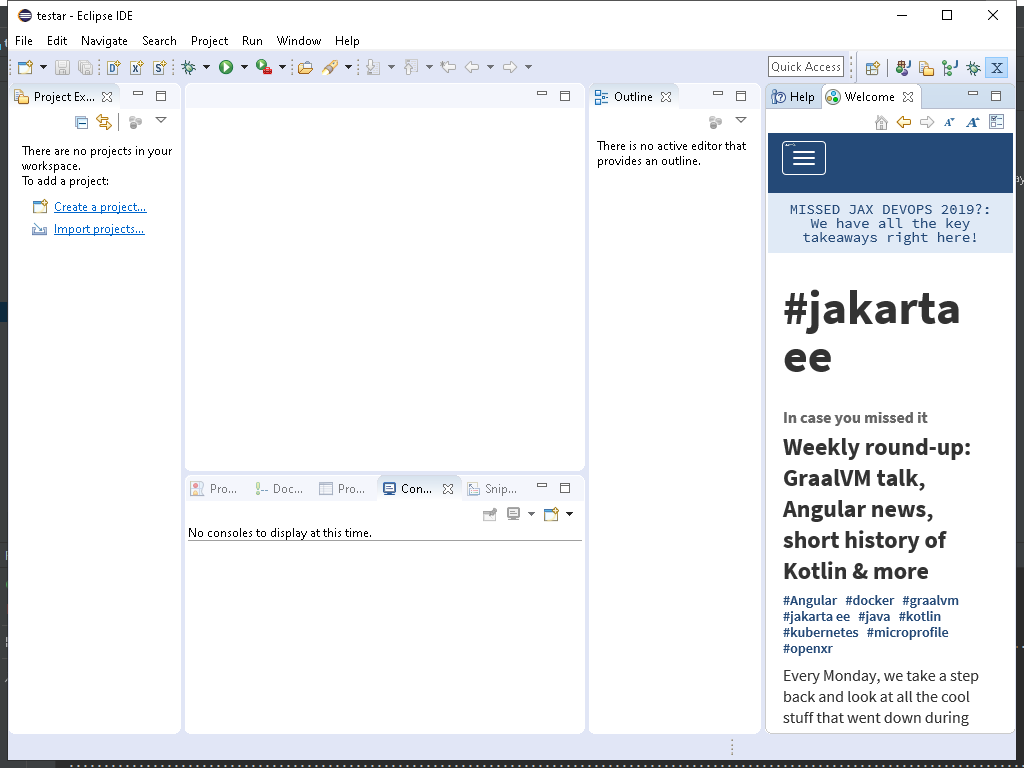 testar - Eclipse IDE
File Edit Navigate Search Project Run Window Help
Quick Access
Project Ex...
There are no projects in your
workspace.
To add a project:
Create a project...
Import projects...
Outline
There is no active editor that
provides an outline.
Help
Welcome
MISSED JAX DEVOPS 2019?:
We have all the key
takeaways right here!
#jakarta
ee
In case you missed it
Weekly round-up:
GraalVM talk,
Angular news,
short history of
Kotlin & more
#Angular #docker #graalvm
#jakarta ee #java #kotlin
#kubernetes #microprofile
#openxr
Every Monday, we take a step
back and look at all the cool
stuff that went down during
Pro...
Doc...
Pro...
Con...
Snip...
No consoles to display at this time.